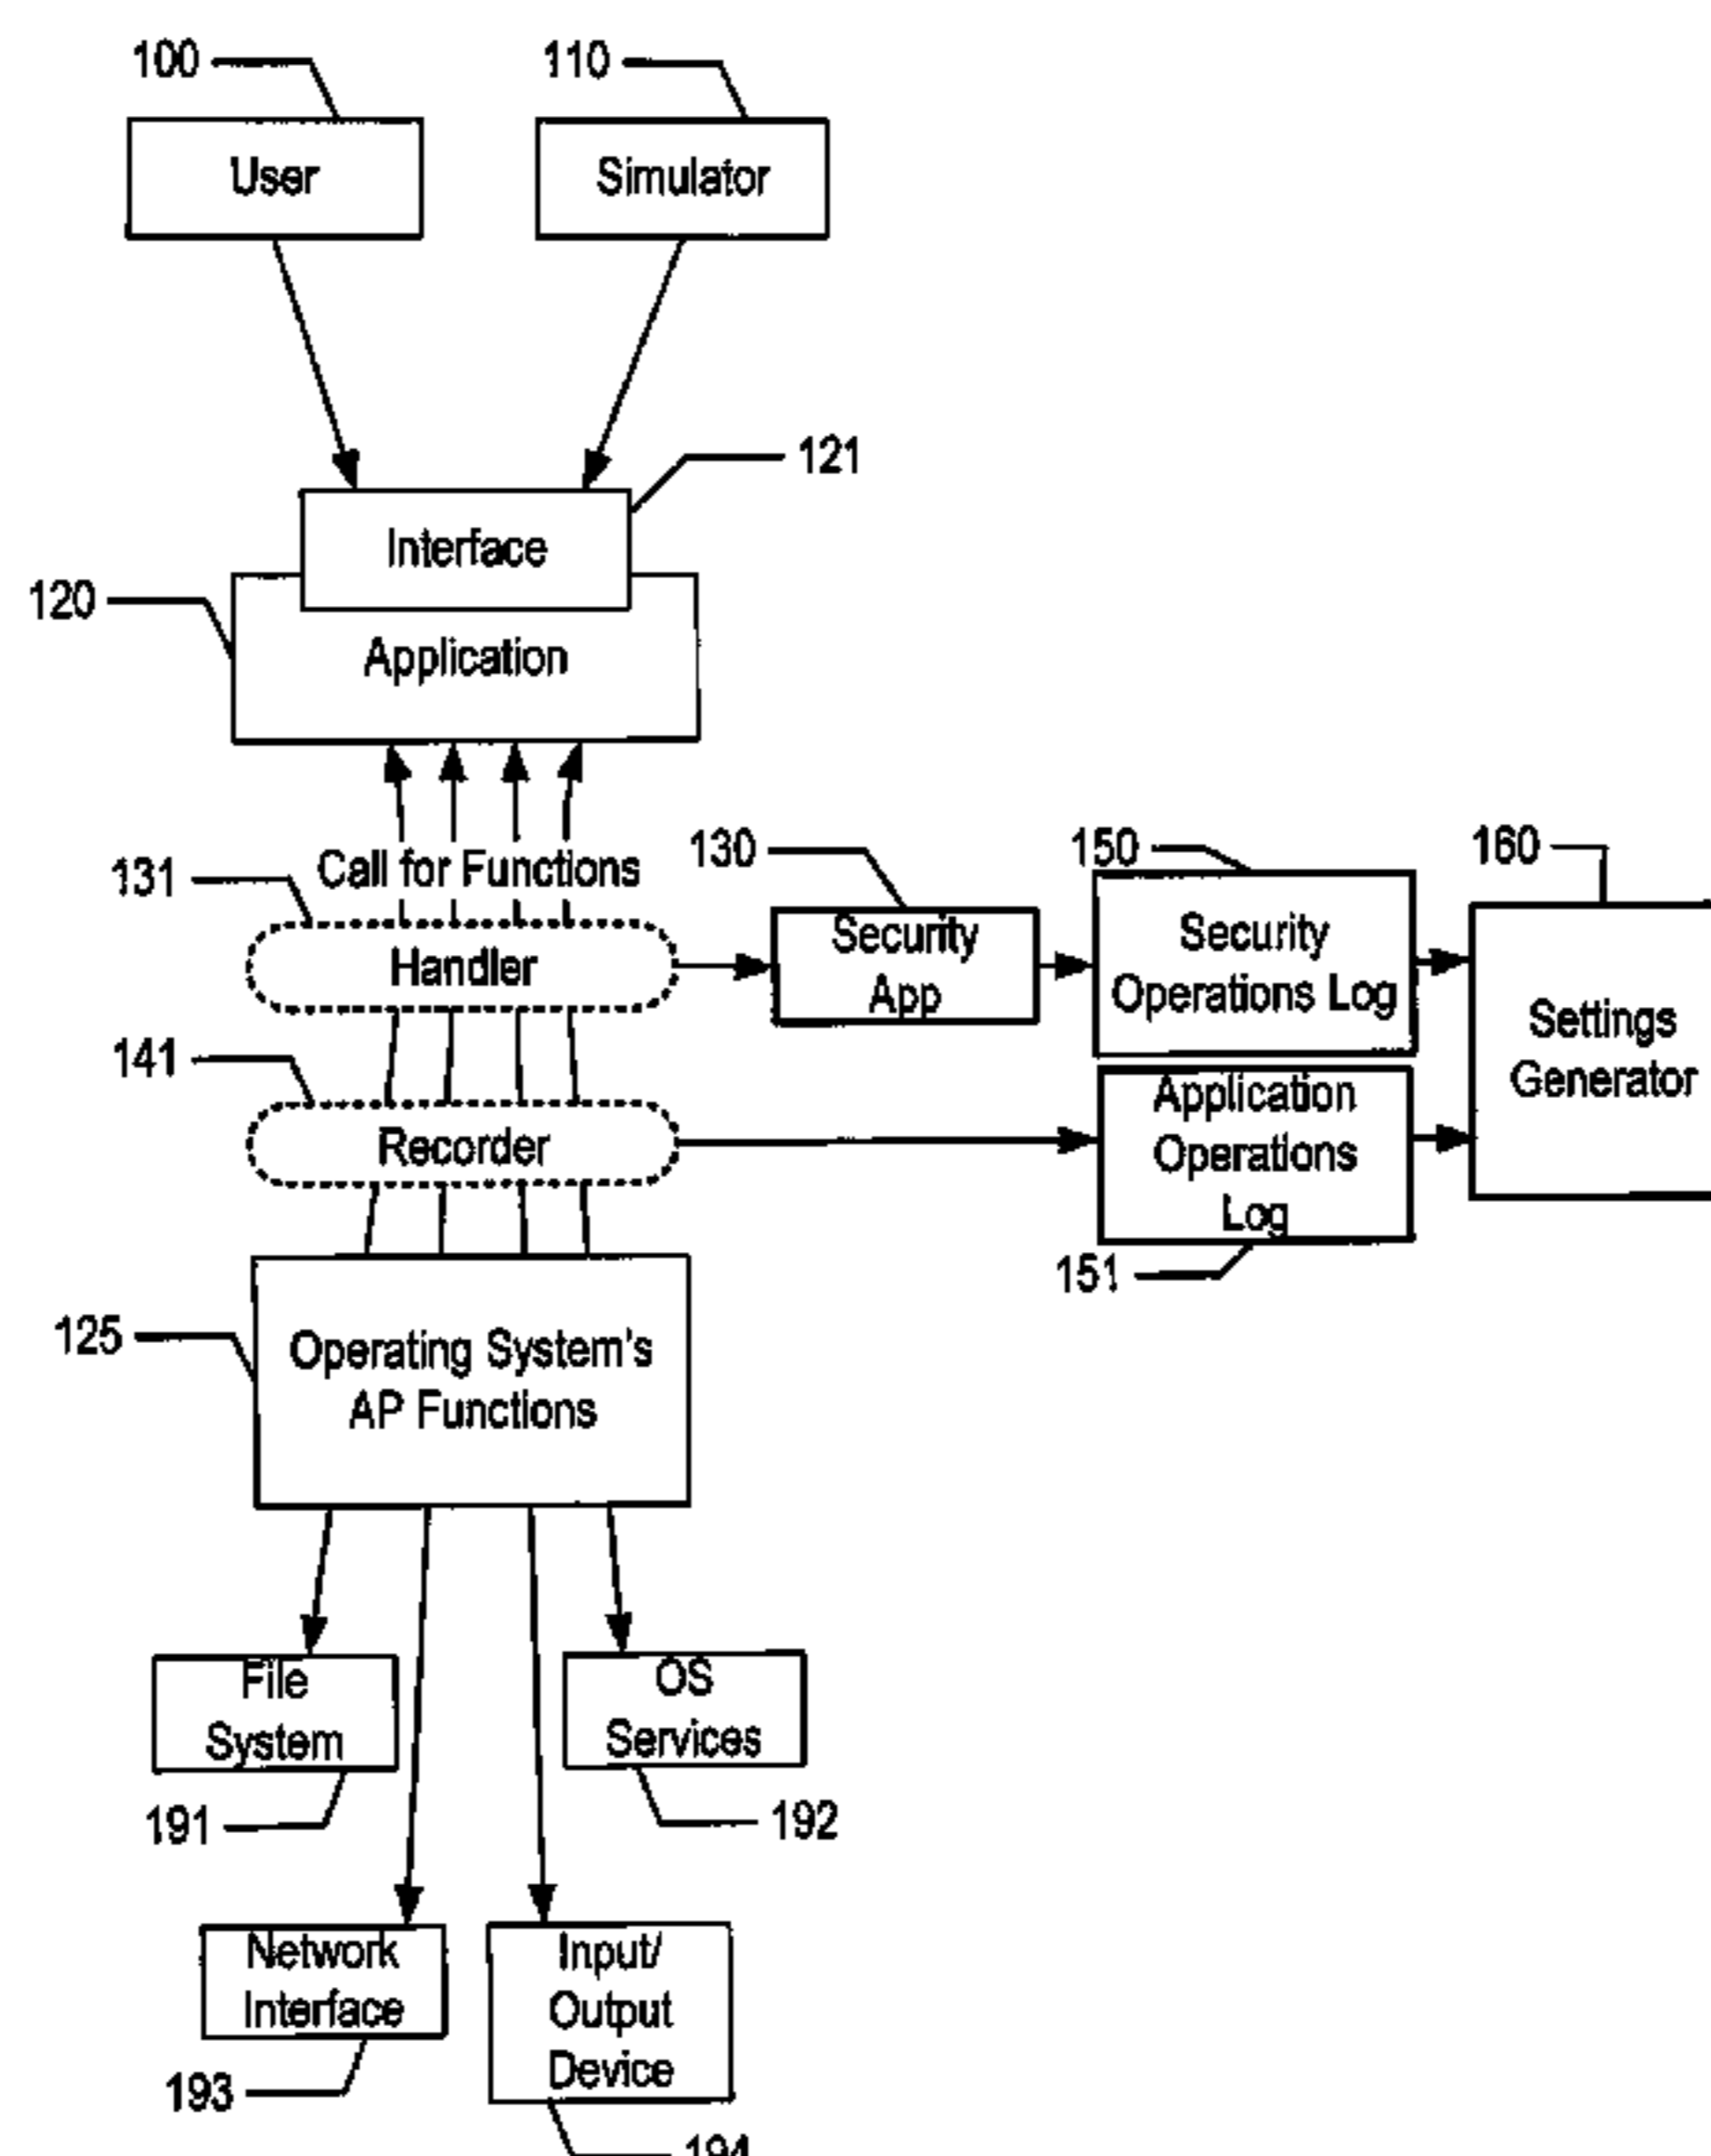 100
110
User
Simulator
121
Interface
120
Application
Call for Functions
131
Handler
130
Security
App
150
Security
Operations Log
160
Settings
Generator
141
Recorder
Application
Operations
Log
151
125
Operating System's
AP Functions
File
System
191
OS
Services
192
Network
Interface
193
Input/
Output
Device
194